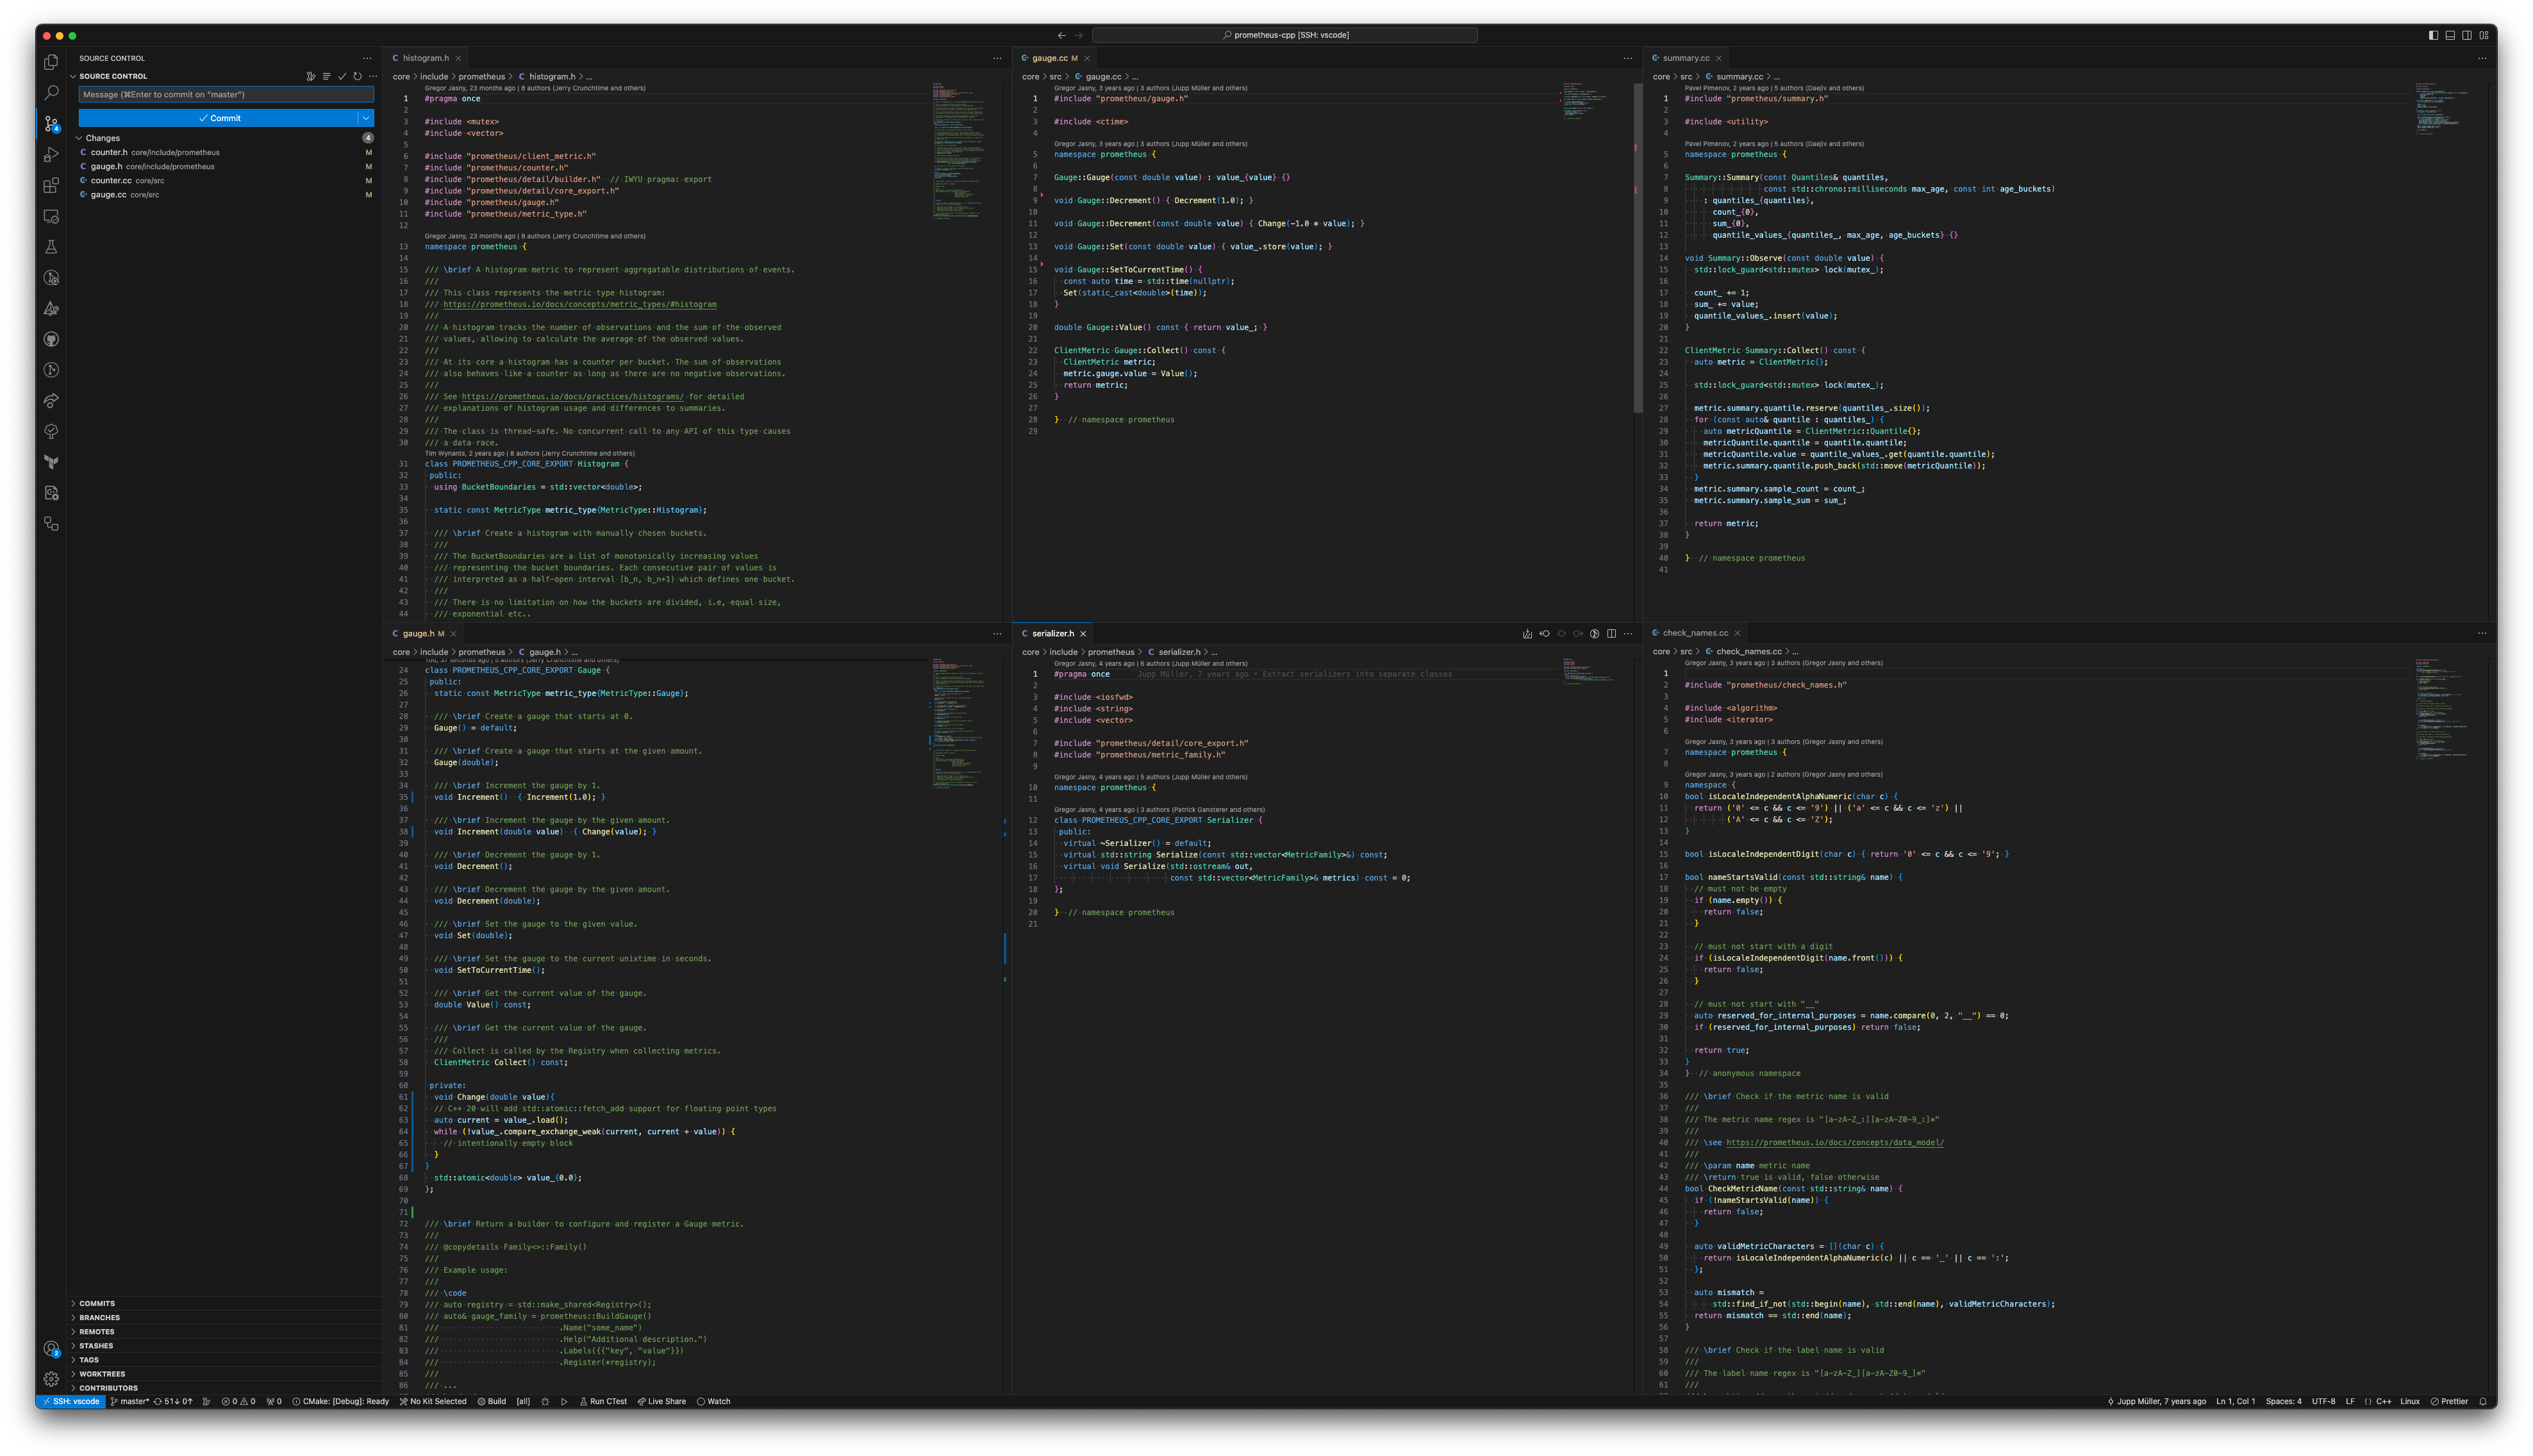 prometheus-cpp [SSH: vscode]
SOURCE CONTROL
SOURCE CONTROL
Message (⌘Enter to commit on "master")
Commit
Changes
4
counter.h core/include/prometheus M
gauge.h core/include/prometheus M
counter.cc core/src M
gauge.cc core/src M
COMMITS
BRANCHES
REMOTES
STASHES
TAGS
WORKTREES
CONTRIBUTORS
histogram.h
core > include > prometheus > C histogram.h > ...
Gregor Jasny, 23 months ago | 8 authors (Jerry Crunchtime and others)
1 #pragma once
2
3 #include <mutex>
4 #include <vector>
5
6 #include "prometheus/client_metric.h"
7 #include "prometheus/counter.h"
8 #include "prometheus/detail/builder.h" // IWYU pragma: export
9 #include "prometheus/detail/core_export.h"
10 #include "prometheus/gauge.h"
11 #include "prometheus/metric_type.h"
12
Gregor Jasny, 23 months ago | 8 authors (Jerry Crunchtime and others)
13 namespace prometheus {
14
15 /// \brief A histogram metric to represent aggregatable distributions of events.
16 ///
17 /// This class represents the metric type histogram:
18 /// https://prometheus.io/docs/concepts/metric_types/#histogram
19 ///
20 /// A histogram tracks the number of observations and the sum of the observed
21 /// values, allowing to calculate the average of the observed values.
22 ///
23 /// At its core a histogram has a counter per bucket. The sum of observations
24 /// also behaves like a counter as long as there are no negative observations.
25 ///
26 /// See https://prometheus.io/docs/practices/histograms/ for detailed
27 /// explanations of histogram usage and differences to summaries.
28 ///
29 /// The class is thread-safe. No concurrent call to any API of this type causes
30 /// a data race.
Tim Wynants, 2 years ago | 8 authors (Jerry Crunchtime and others)
31 class PROMETHEUS_CPP_CORE_EXPORT Histogram {
32 public:
33 using BucketBoundaries = std::vector<double>;
34
35 static const MetricType metric_type{MetricType::Histogram};
36
37 /// \brief Create a histogram with manually chosen buckets.
38 ///
39 /// The BucketBoundaries are a list of monotonically increasing values
40 /// representing the bucket boundaries. Each consecutive pair of values is
41 /// interpreted as a half-open interval [b_n, b_n+1) which defines one bucket.
42 ///
43 /// There is no limitation on how the buckets are divided, i.e, equal size,
44 /// exponential etc..
gauge.cc M
core > src > gauge.cc > ...
Gregor Jasny, 3 years ago | 3 authors (Jupp Müller and others)
1 #include "prometheus/gauge.h"
2
3 #include <ctime>
4
Gregor Jasny, 3 years ago | 3 authors (Jupp Müller and others)
5 namespace prometheus {
6
7 Gauge::Gauge(const double value) : value_{value} {}
8
9 void Gauge::Decrement() { Decrement(1.0); }
10
11 void Gauge::Decrement(const double value) { Change(-1.0 * value); }
12
13 void Gauge::Set(const double value) { value_.store(value); }
14
15 void Gauge::SetToCurrentTime() {
16 const auto time = std::time(nullptr);
17 Set(static_cast<double>(time));
18 }
19
20 double Gauge::Value() const { return value_; }
21
22 ClientMetric Gauge::Collect() const {
23 ClientMetric metric;
24 metric.gauge.value = Value();
25 return metric;
26 }
27
28 } // namespace prometheus
29
summary.cc
core > src > summary.cc > ...
Pavel Pimenov, 2 years ago | 5 authors (Daejlv and others)
1 #include "prometheus/summary.h"
2
3 #include <utility>
4
Pavel Pimenov, 2 years ago | 5 authors (Daejlv and others)
5 namespace prometheus {
6
7 Summary::Summary(const Quantiles& quantiles,
8 const std::chrono::milliseconds max_age, const int age_buckets)
9 : quantiles_{quantiles},
10 count_{0},
11 sum_{0},
12 quantile_values_{quantiles_, max_age, age_buckets} {}
13
14 void Summary::Observe(const double value) {
15 std::lock_guard<std::mutex> lock(mutex_);
16
17 count_ += 1;
18 sum_ += value;
19 quantile_values_.insert(value);
20 }
21
22 ClientMetric Summary::Collect() const {
23 auto metric = ClientMetric{};
24
25 std::lock_guard<std::mutex> lock(mutex_);
26
27 metric.summary.quantile.reserve(quantiles_.size());
28 for (const auto& quantile : quantiles_) {
29 auto metricQuantile = ClientMetric::Quantile{};
30 metricQuantile.quantile = quantile.quantile;
31 metricQuantile.value = quantile_values_.get(quantile.quantile);
32 metric.summary.quantile.push_back(std::move(metricQuantile));
33 }
34 metric.summary.sample_count = count_;
35 metric.summary.sample_sum = sum_;
36
37 return metric;
38 }
39
40 } // namespace prometheus
41
gauge.h M
core > include > prometheus > C gauge.h > ...
You, 37 seconds ago | 5 authors (Jerry Crunchtime and others)
24 class PROMETHEUS_CPP_CORE_EXPORT Gauge {
25 public:
26 static const MetricType metric_type{MetricType::Gauge};
27
28 /// \brief Create a gauge that starts at 0.
29 Gauge() = default;
30
31 /// \brief Create a gauge that starts at the given amount.
32 Gauge(double);
33
34 /// \brief Increment the gauge by 1.
35 void Increment() { Increment(1.0); }
36
37 /// \brief Increment the gauge by the given amount.
38 void Increment(double value) { Change(value); }
39
40 /// \brief Decrement the gauge by 1.
41 void Decrement();
42
43 /// \brief Decrement the gauge by the given amount.
44 void Decrement(double);
45
46 /// \brief Set the gauge to the given value.
47 void Set(double);
48
49 /// \brief Set the gauge to the current unixtime in seconds.
50 void SetToCurrentTime();
51
52 /// \brief Get the current value of the gauge.
53 double Value() const;
54
55 /// \brief Get the current value of the gauge.
56 ///
57 /// Collect is called by the Registry when collecting metrics.
58 ClientMetric Collect() const;
59
60 private:
61 void Change(double value){
62 // C++ 20 will add std::atomic::fetch_add support for floating point types
63 auto current = value_.load();
64 while (!value_.compare_exchange_weak(current, current + value)) {
65 // intentionally empty block
66 }
67 }
68 std::atomic<double> value_{0.0};
69 };
70
71
72 /// \brief Return a builder to configure and register a Gauge metric.
73 ///
74 /// @copydetails Family<>::Family()
75 ///
76 /// Example usage:
77 ///
78 /// \code
79 /// auto registry = std::make_shared<Registry>();
80 /// auto& gauge_family = prometheus::BuildGauge()
81 /// .Name("some_name")
82 /// .Help("Additional description.")
83 /// .Labels({{"key", "value"}})
84 /// .Register(*registry);
85 ///
86 /// ...
serializer.h
core > include > prometheus > C serializer.h > ...
Gregor Jasny, 4 years ago | 6 authors (Jupp Müller and others)
1 #pragma once Jupp Müller, 7 years ago • Extract serializers into separate classes
2
3 #include <iosfwd>
4 #include <string>
5 #include <vector>
6
7 #include "prometheus/detail/core_export.h"
8 #include "prometheus/metric_family.h"
9
Gregor Jasny, 4 years ago | 5 authors (Jupp Müller and others)
10 namespace prometheus {
11
Gregor Jasny, 4 years ago | 3 authors (Patrick Gansterer and others)
12 class PROMETHEUS_CPP_CORE_EXPORT Serializer {
13 public:
14 virtual ~Serializer() = default;
15 virtual std::string Serialize(const std::vector<MetricFamily>&) const;
16 virtual void Serialize(std::ostream& out,
17 const std::vector<MetricFamily>& metrics) const = 0;
18 };
19
20 } // namespace prometheus
21
check_names.cc
core > src > check_names.cc > ...
Gregor Jasny, 3 years ago | 3 authors (Gregor Jasny and others)
1
2 #include "prometheus/check_names.h"
3
4 #include <algorithm>
5 #include <iterator>
6
Gregor Jasny, 3 years ago | 3 authors (Gregor Jasny and others)
7 namespace prometheus {
8
Gregor Jasny, 3 years ago | 2 authors (Gregor Jasny and others)
9 namespace {
10 bool isLocaleIndependentAlphaNumeric(char c) {
11 return ('0' <= c && c <= '9') || ('a' <= c && c <= 'z') ||
12 ('A' <= c && c <= 'Z');
13 }
14
15 bool isLocaleIndependentDigit(char c) { return '0' <= c && c <= '9'; }
16
17 bool nameStartsValid(const std::string& name) {
18 // must not be empty
19 if (name.empty()) {
20 return false;
21 }
22
23 // must not start with a digit
24 if (isLocaleIndependentDigit(name.front())) {
25 return false;
26 }
27
28 // must not start with "__"
29 auto reserved_for_internal_purposes = name.compare(0, 2, "__") == 0;
30 if (reserved_for_internal_purposes) return false;
31
32 return true;
33 }
34 } // anonymous namespace
35
36 /// \brief Check if the metric name is valid
37 ///
38 /// The metric name regex is "[a-zA-Z_:][a-zA-Z0-9_:]*"
39 ///
40 /// \see https://prometheus.io/docs/concepts/data_model/
41 ///
42 /// \param name metric name
43 /// \return true is valid, false otherwise
44 bool CheckMetricName(const std::string& name) {
45 if (!nameStartsValid(name)) {
46 return false;
47 }
48
49 auto validMetricCharacters = [](char c) {
50 return isLocaleIndependentAlphaNumeric(c) || c == '_' || c == ':';
51 };
52
53 auto mismatch =
54 std::find_if_not(std::begin(name), std::end(name), validMetricCharacters);
55 return mismatch == std::end(name);
56 }
57
58 /// \brief Check if the label name is valid
59 ///
60 /// The label name regex is "[a-zA-Z_][a-zA-Z0-9_]*"
61 ///
SSH: vscode master* 51↓ 0↑ 0 0 0 CMake: [Debug]: Ready No Kit Selected Build [all] Run CTest Live Share Watch
Jupp Müller, 7 years ago Ln 1, Col 1 Spaces: 4 UTF-8 LF {} C++ Linux Prettier